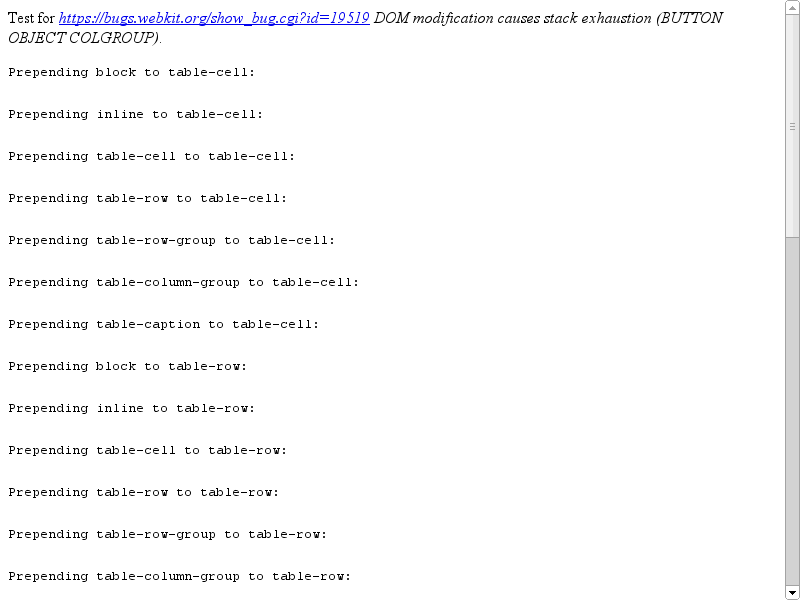 Test for https://bugs.webkit.org/show_bug.cgi?id=19519 DOM modification causes stack exhaustion (BUTTON
OBJECT COLGROUP).
Prepending block to table-cell:
Prepending inline to table-cell:
Prepending table-cell to table-cell:
Prepending table-row to table-cell:
Prepending table-row-group to table-cell:
Prepending table-column-group to table-cell:
Prepending table-caption to table-cell:
Prepending block to table-row:
Prepending inline to table-row:
Prepending table-cell to table-row:
Prepending table-row to table-row:
Prepending table-row-group to table-row:
Prepending table-column-group to table-row: